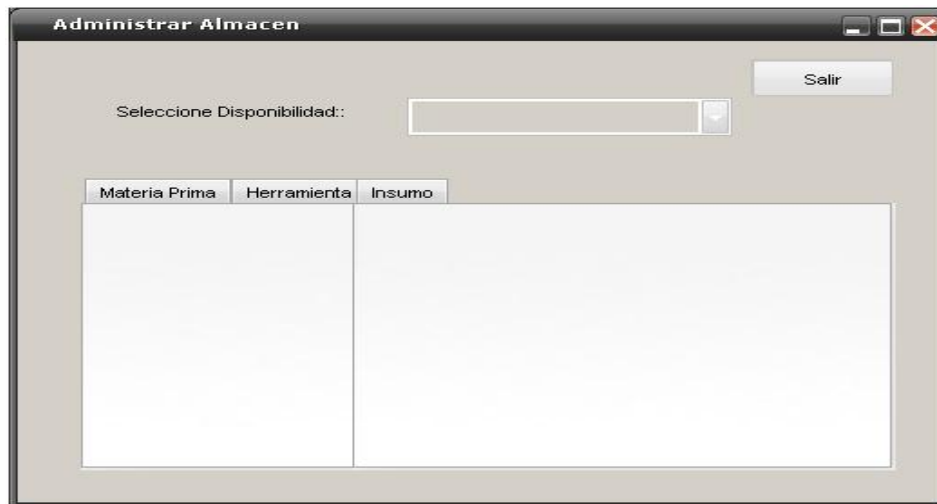 Administrar Almacen
Salir
Seleccione Disponibilidad::
Materia Prima Herramienta Insumo